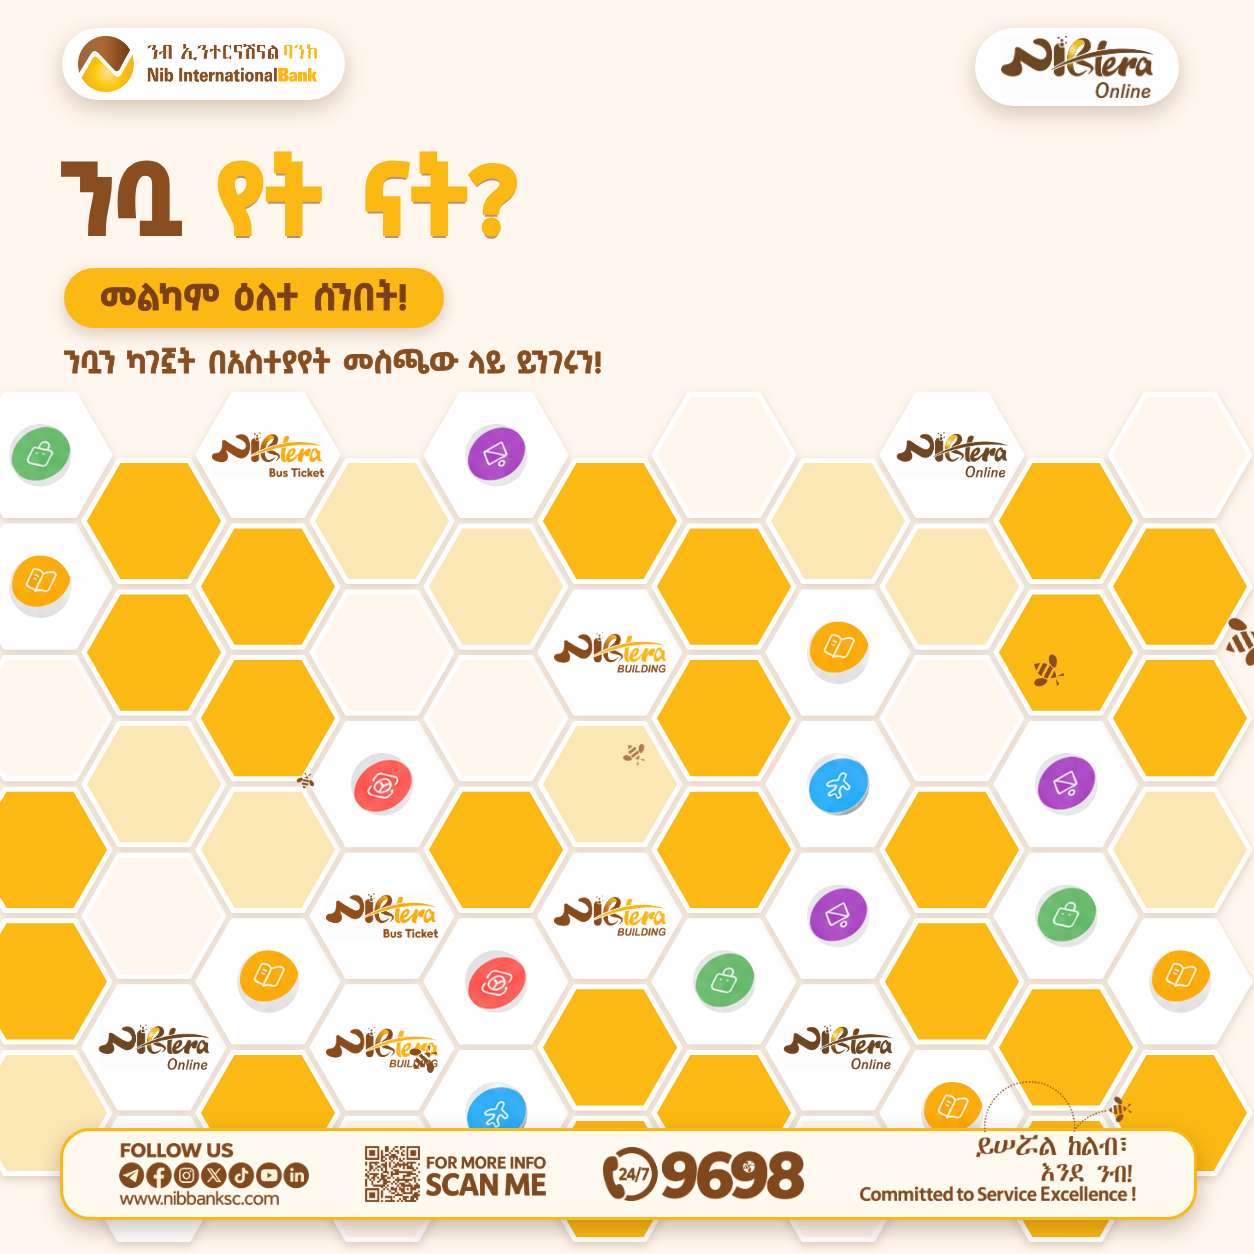 ንብ ኢንተርናሽናል ባንክ
Nib InternationalBank
NIBtera
Online
ንቧ የት ናት?
መልካም ዕለተ ሰንበት!
ንቧን ካገኟት በአስተያየት መስጫው ላይ ይንገሩን!
NIBtera
Bus Ticket
NIBtera
Online
NIBtera
BUILDING
NIBtera
Bus Ticket
NIBtera
BUILDING
NIBtera
Online
NIBtera
BUILDING
NIBtera
Online
FOLLOW US
www.nibbanksc.com
FOR MORE INFO
SCAN ME
24/7 9698
ይሠሯል ከልብ፣
እንደ ንብ!
Committed to Service Excellence !